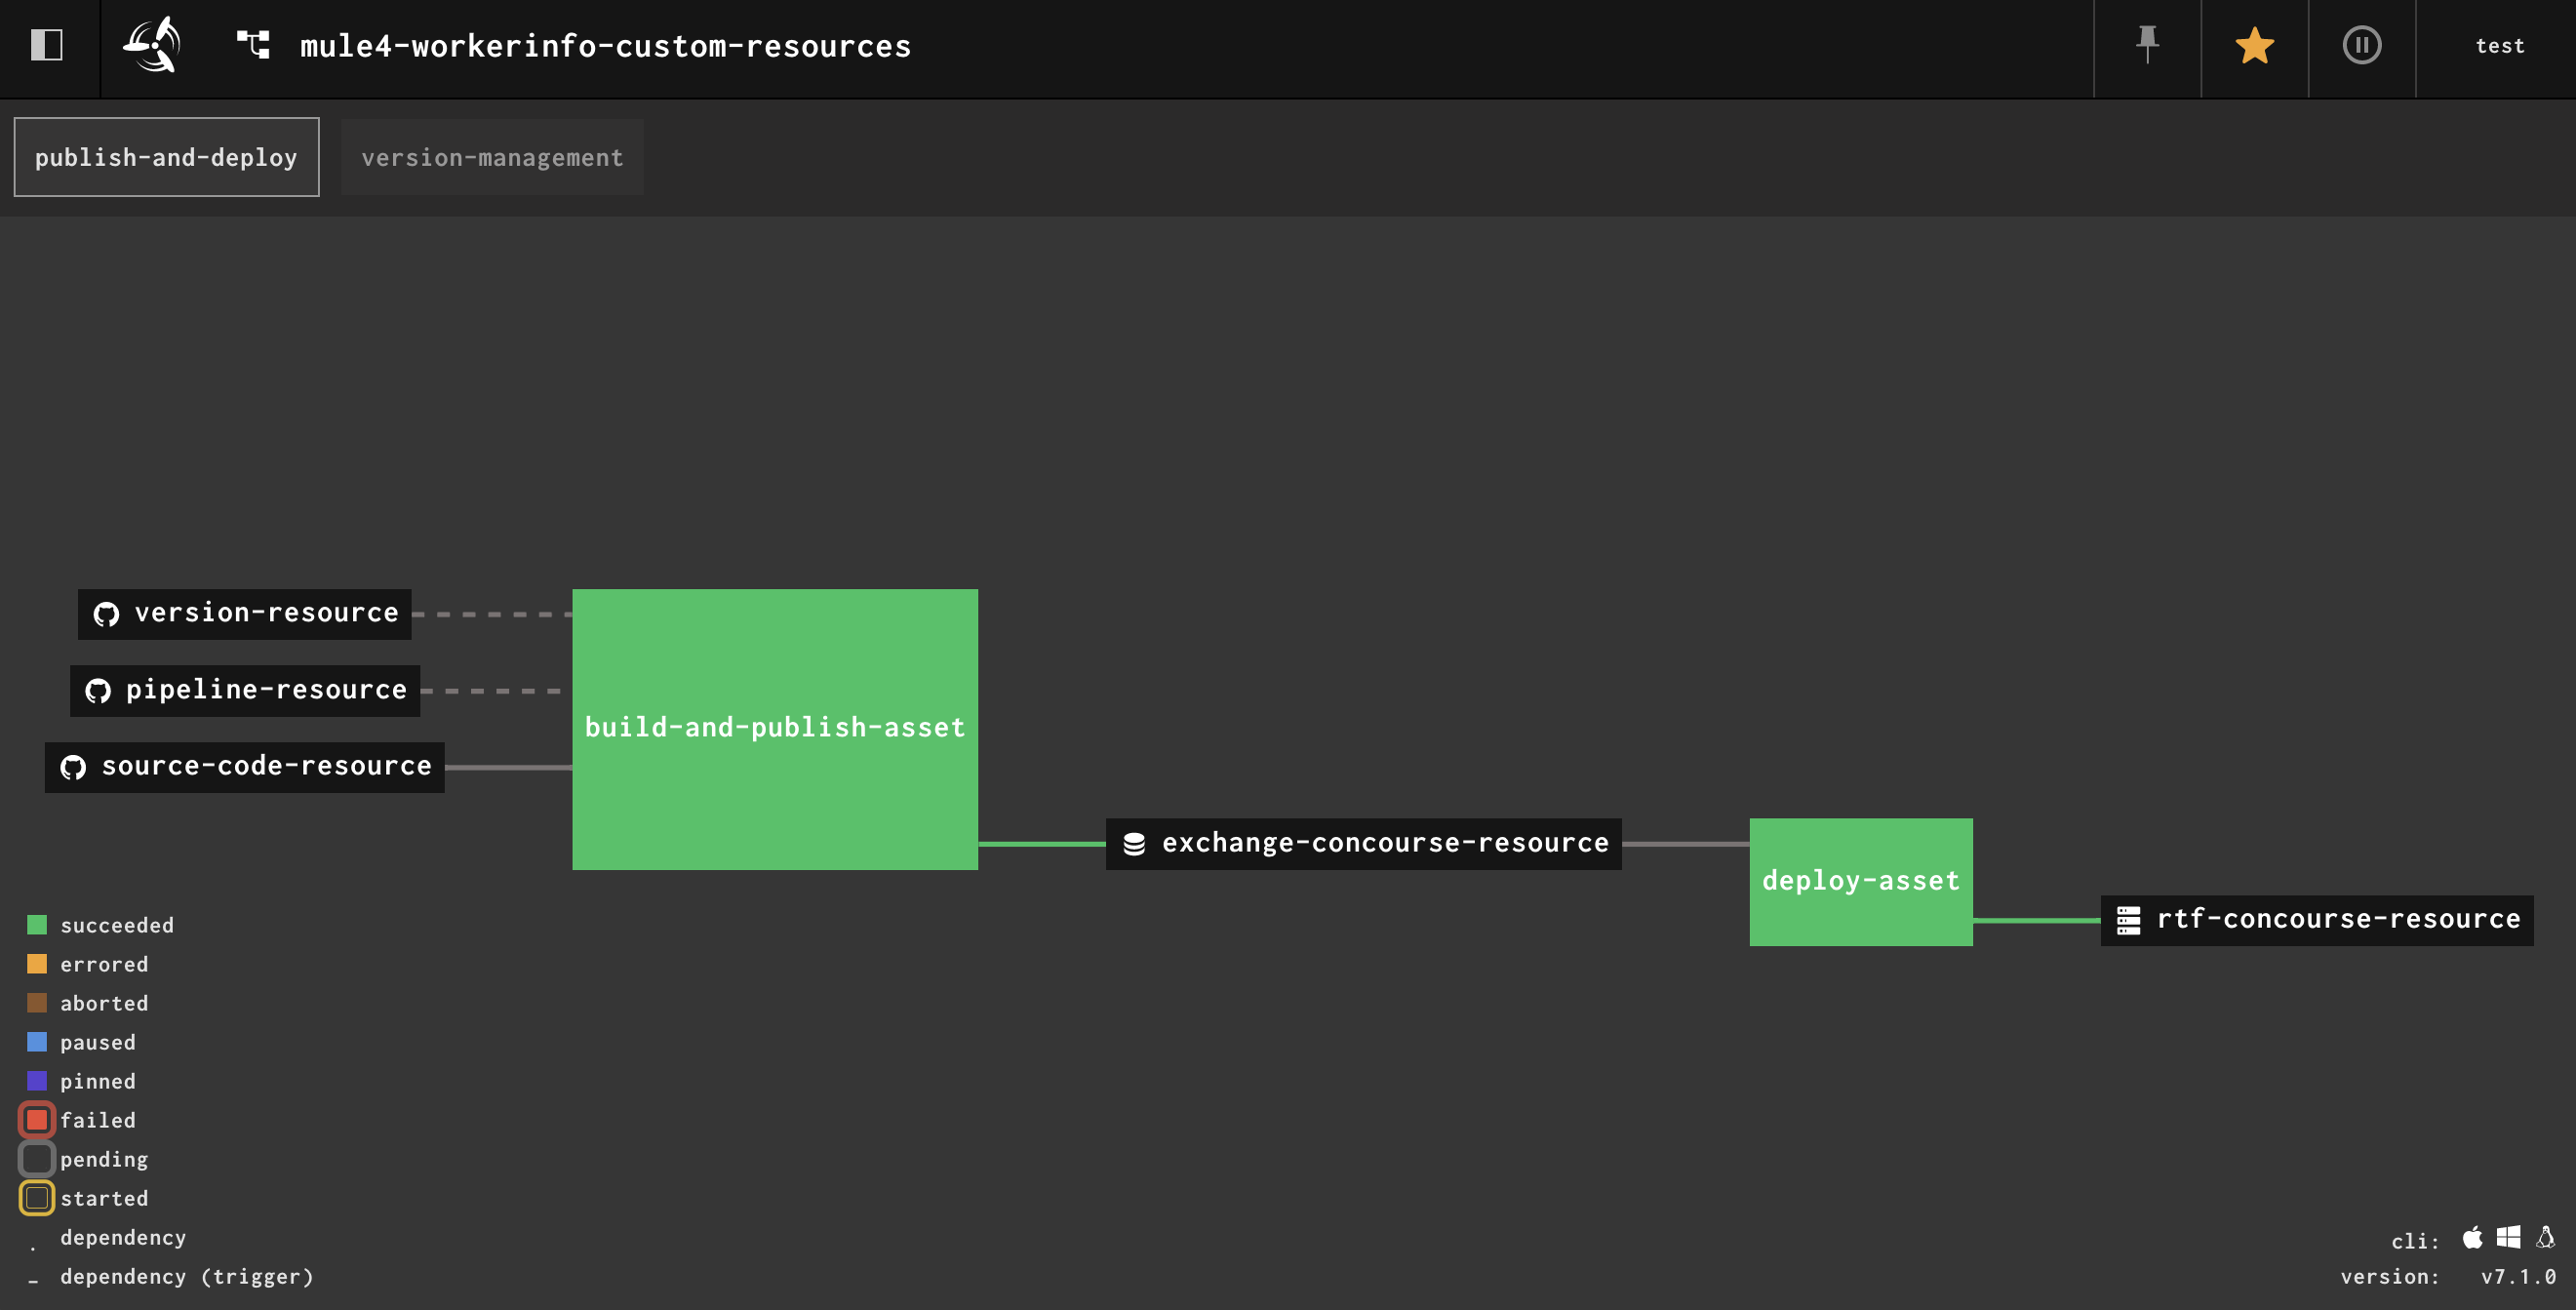 mule4-workerinfo-custom-resources
test
publish-and-deploy
version-management
version-resource
pipeline-resource
source-code-resource
build-and-publish-asset
exchange-concourse-resource
deploy-asset
rtf-concourse-resource
succeeded
errored
aborted
paused
pinned
failed
pending
started
. dependency
- dependency (trigger)
cli:
version: v7.1.0